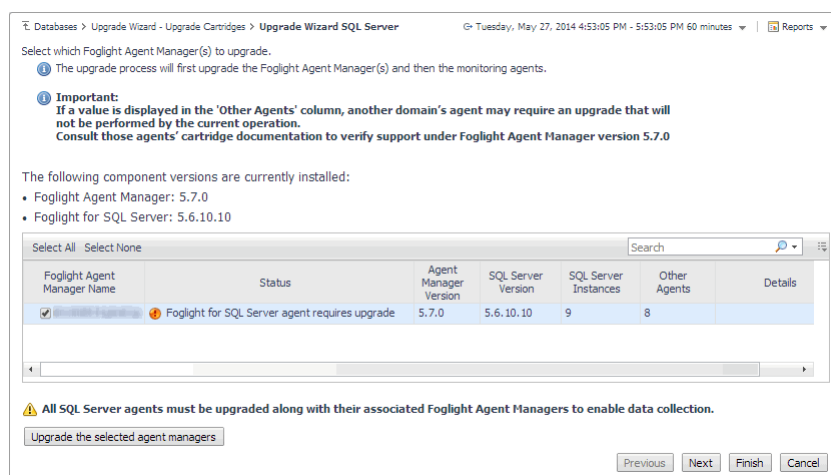 Databases > Upgrade Wizard - Upgrade Cartridges > Upgrade Wizard SQL Server
Tuesday, May 27, 2014 4:53:05 PM - 5:53:05 PM 60 minutes
Reports
Select which Foglight Agent Manager(s) to upgrade.
The upgrade process will first upgrade the Foglight Agent Manager(s) and then the monitoring agents.
Important:
If a value is displayed in the 'Other Agents' column, another domain's agent may require an upgrade that will
not be performed by the current operation.
Consult those agents' cartridge documentation to verify support under Foglight Agent Manager version 5.7.0
The following component versions are currently installed:
• Foglight Agent Manager: 5.7.0
• Foglight for SQL Server: 5.6.10.10
Select All Select None
Search
Foglight Agent
Manager Name
Status
Agent
Manager
Version
SQL Server
Version
SQL Server
Instances
Other
Agents
Details
Foglight for SQL Server agent requires upgrade
5.7.0
5.6.10.10
9
8
All SQL Server agents must be upgraded along with their associated Foglight Agent Managers to enable data collection.
Upgrade the selected agent managers
Previous
Next
Finish
Cancel